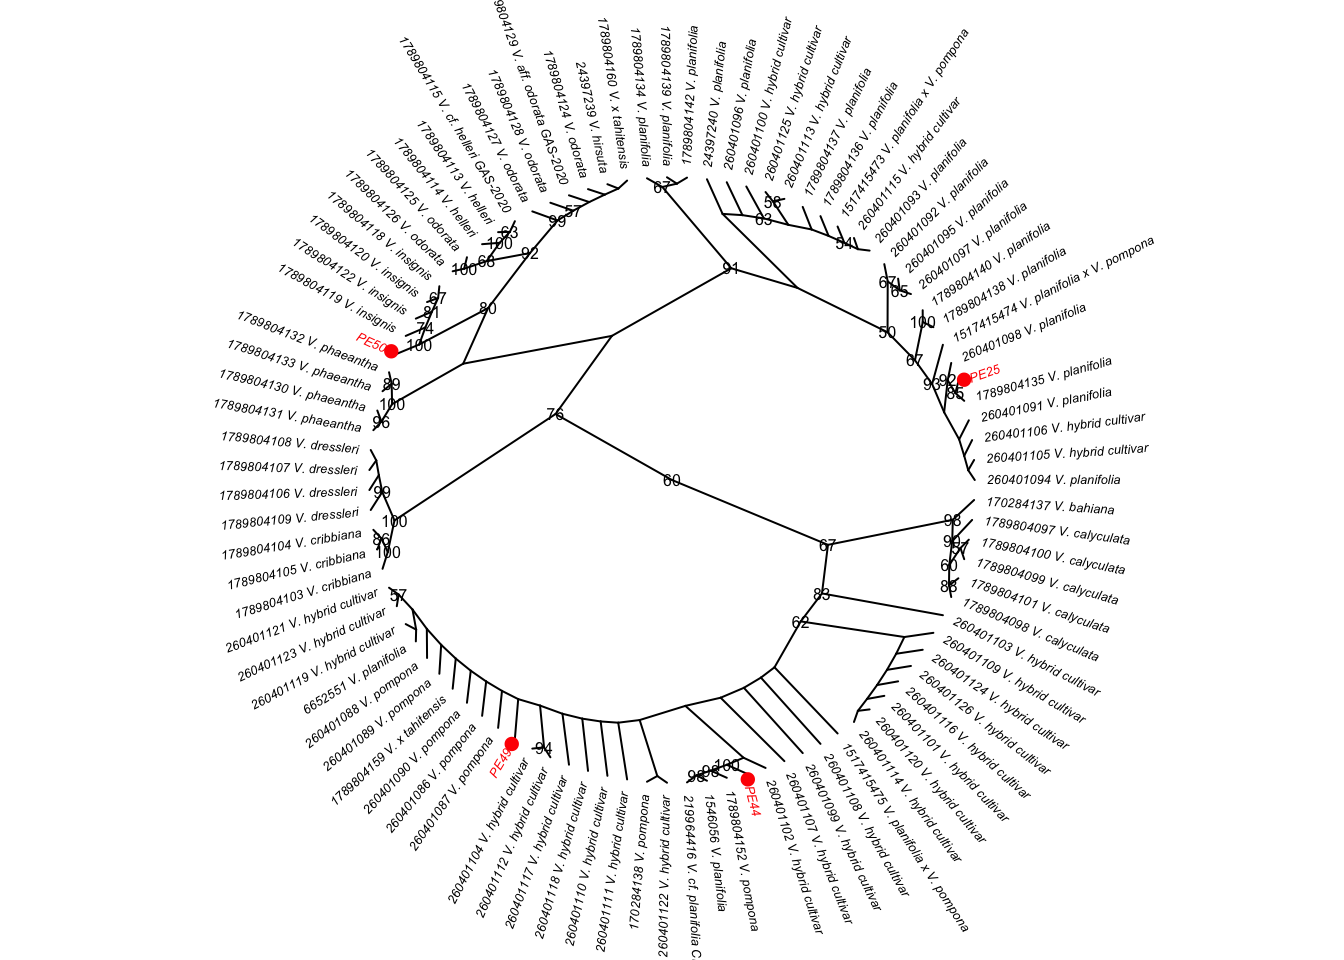 9804129 V. aff. odorata GAS-2020
1789804124 V. odorata
24397239 V. hirsuta
1789804160 V. x tahitensis
1789804134 V. planifolia
1789804139 V. planifolia
1789804142 V. planifolia
24397240 V. planifolia
260401096 V. planifolia
260401100 V. hybrid cultivar
260401125 V. hybrid cultivar
260401113 V. hybrid cultivar
1789804137 V. planifolia
1789804136 V. planifolia
1517415473 V. planifolia x V. pompona
260401115 V. hybrid cultivar
260401093 V. planifolia
260401092 V. planifolia
260401095 V. planifolia
260401097 V. planifolia
1789804140 V. planifolia
1789804138 V. planifolia
1517415474 V. planifolia x V. pompona
260401098 V. planifolia
PE25
1789804135 V. planifolia
260401091 V. planifolia
260401106 V. hybrid cultivar
260401105 V. hybrid cultivar
260401094 V. planifolia
170284137 V. bahiana
1789804097 V. calyculata
1789804100 V. calyculata
1789804099 V. calyculata
1789804101 V. calyculata
1789804098 V. calyculata
260401103 V. hybrid cultivar
260401109 V. hybrid cultivar
260401124 V. hybrid cultivar
260401126 V. hybrid cultivar
260401116 V. hybrid cultivar
260401101 V. hybrid cultivar
260401120 V. hybrid cultivar
260401114 V. hybrid cultivar
1517415475 V. planifolia x V. pompona
260401108 V. hybrid cultivar
260401099 V. hybrid cultivar
260401107 V. hybrid cultivar
260401102 V. hybrid cultivar
PE44
1789804152 V. pompona
1546056 V. planifolia
219964416 V. cf. planifolia C
260401122 V. hybrid cultivar
170284138 V. pompona
260401111 V. hybrid cultivar
260401110 V. hybrid cultivar
260401118 V. hybrid cultivar
260401117 V. hybrid cultivar
260401112 V. hybrid cultivar
260401104 V. hybrid cultivar
PE49
260401087 V. pompona
260401086 V. pompona
260401090 V. pompona
1789804159 V. x tahitensis
260401089 V. pompona
260401088 V. pompona
6652551 V. planifolia
260401119 V. hybrid cultivar
260401123 V. hybrid cultivar
260401121 V. hybrid cultivar
1789804103 V. cribbiana
1789804105 V. cribbiana
1789804104 V. cribbiana
1789804109 V. dressleri
1789804106 V. dressleri
1789804107 V. dressleri
1789804108 V. dressleri
1789804131 V. phaeantha
1789804130 V. phaeantha
1789804133 V. phaeantha
1789804132 V. phaeantha
PE50
1789804119 V. insignis
1789804122 V. insignis
1789804120 V. insignis
1789804118 V. insignis
1789804126 V. odorata
1789804125 V. odorata
1789804114 V. helleri
1789804113 V. helleri
1789804115 V. cf. helleri GAS-2020
1789804127 V. odorata
1789804128 V. odorata
67
91
58
63
54
67
65
50
100
67
93
92
85
99
57
92
63
100
68
100
80
67
81
74
100
89
100
96
76
60
99
100
86
100
67
60
83
62
57
94
98
98
100